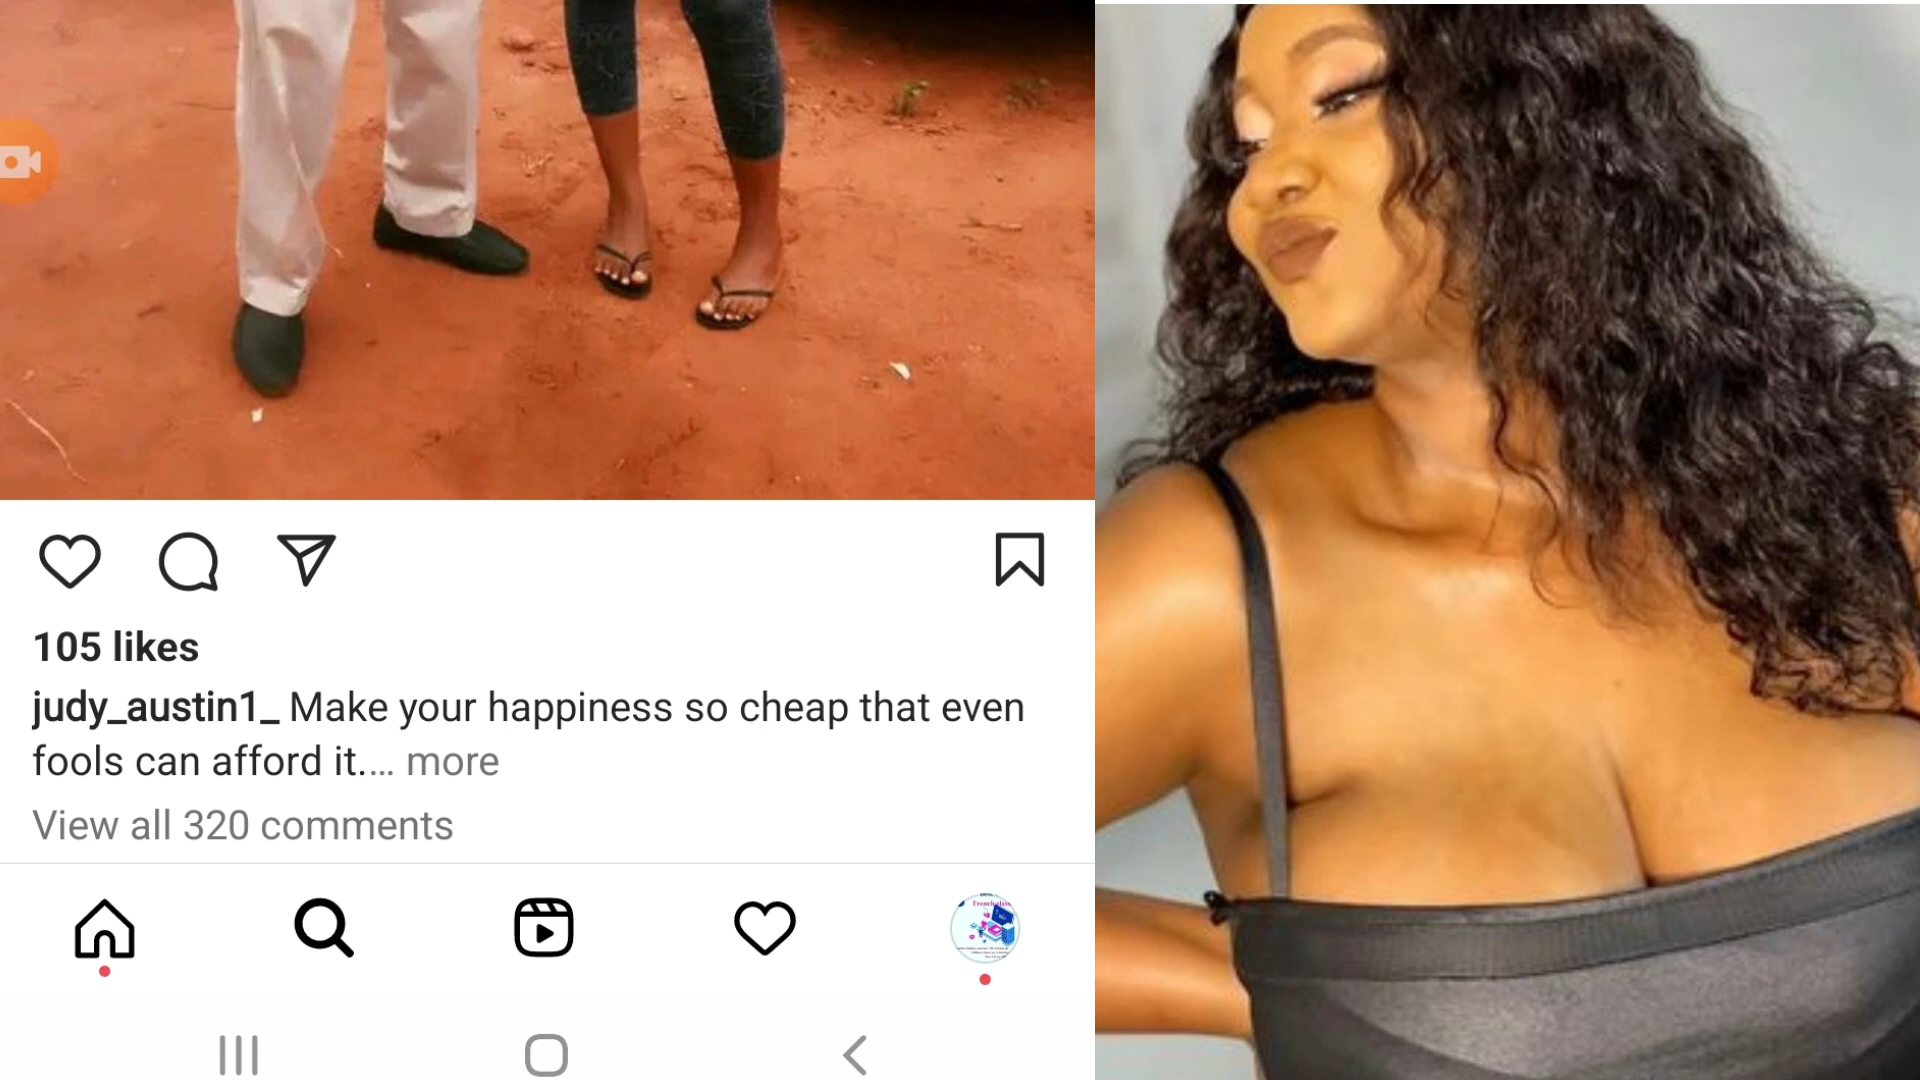 105 likes
judy_austin1_ Make your happiness so cheap that even
fools can afford it.... more
View all 320 comments